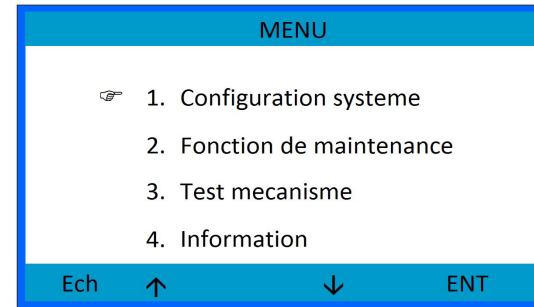 MENU
☞ 1. Configuration systeme
2. Fonction de maintenance
3. Test mecanisme
4. Information
Ech ↑ ↓ ENT